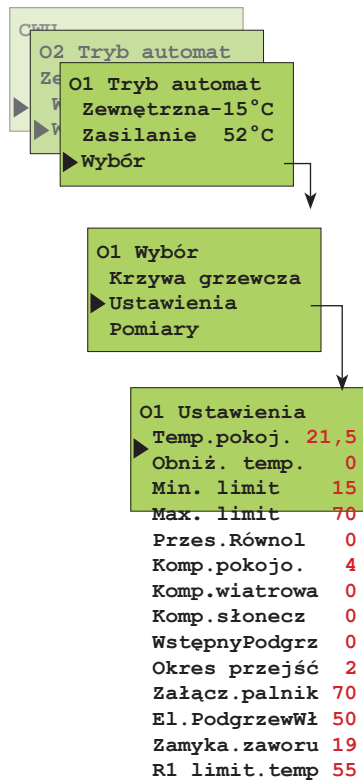 CWU
O2 Tryb automat
Ze
W
W
O1 Tryb automat
Zewnętrzna-15°C
Zasilanie 52°C
Wybór
O1 Wybór
Krzywa grzewcza
Ustawienia
Pomiary
O1 Ustawienia
Temp.pokoj. 21,5
Obniż. temp. 0
Min. limit 15
Max. limit 70
Przes.Równol 0
Komp.pokojo. 4
Komp.wiatrowa 0
Komp.słonecz 0
WstępnyPodgrz 0
Okres przejść 2
Załącz.palnik 70
El.PodgrzewWł 50
Zamyka.zaworu 19
R1 limit.temp 55